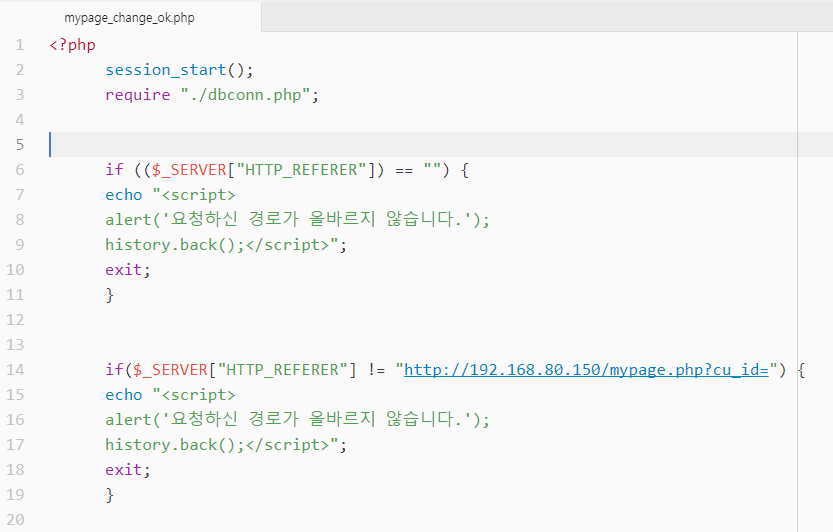 mypage_change_ok.php
1 <?php
2 session_start();
3 require "./dbconn.php";
4
5
6 if (($_SERVER["HTTP_REFERER"]) == "") {
7 echo "<script>
8 alert('요청하신 경로가 올바르지 않습니다.');
9 history.back();</script>";
10 exit;
11 }
12
13
14 if($_SERVER["HTTP_REFERER"] != "http://192.168.80.150/mypage.php?cu_id=") {
15 echo "<script>
16 alert('요청하신 경로가 올바르지 않습니다.');
17 history.back();</script>";
18 exit;
19 }
20